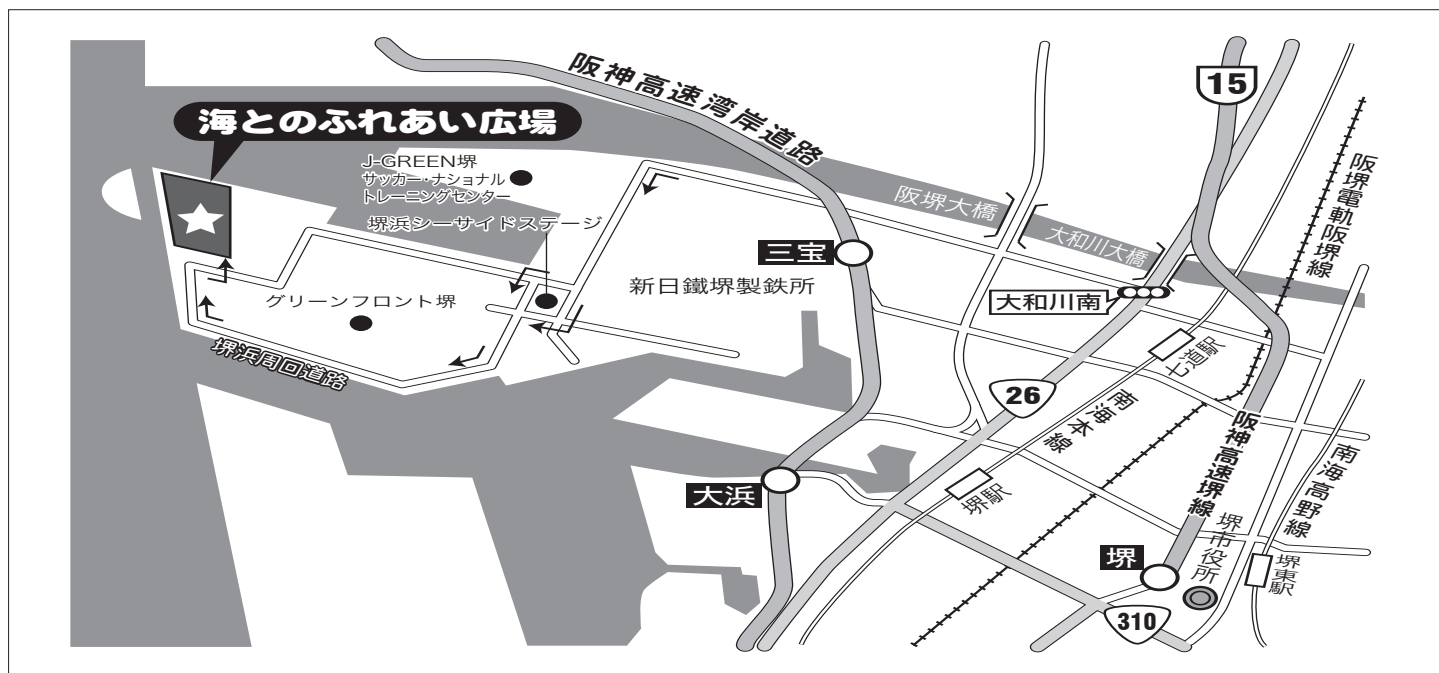 阪神高速湾岸道路
15
海とのふれあい広場
J-GREEN堺
サッカー・ナショナル
トレーニングセンター
堺浜シーサイドステージ
阪堺大橋
大和川大橋
阪堺電軌阪堺線
三宝
新日鐵堺製鉄所
大和川南
グリーンフロント堺
堺浜周回道路
七道駅
26
南海本線
阪神高速堺線
南海高野線
大浜
堺駅
堺市役所
堺
堺東駅
310